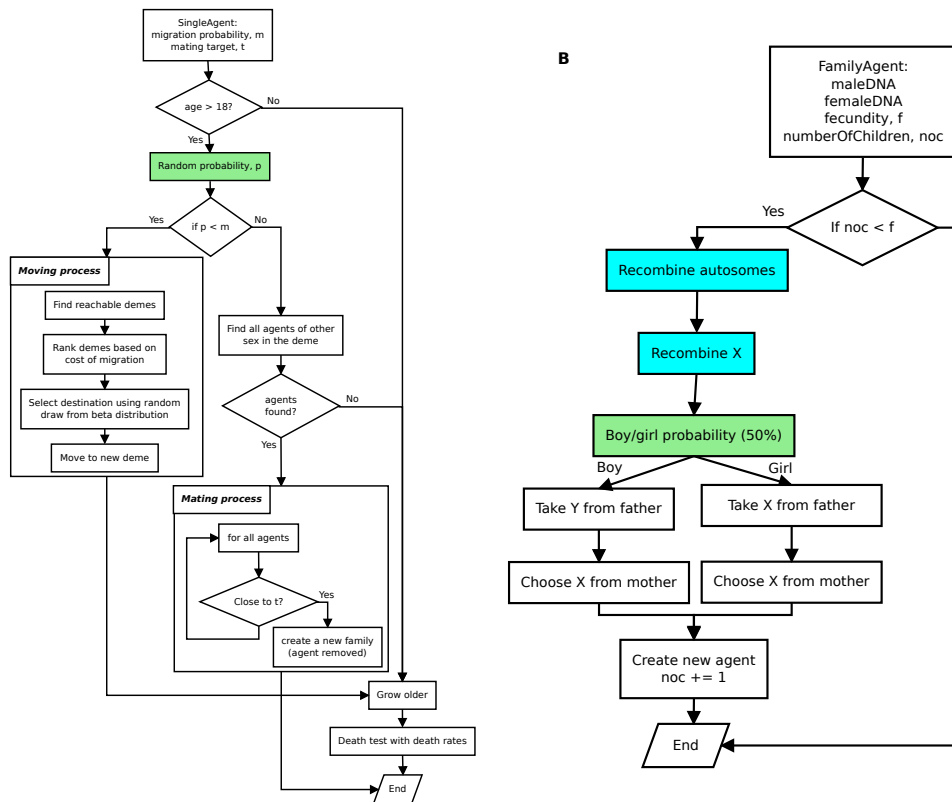 SingleAgent:
migration probability, m
mating target, t
age > 18?
No
Yes
Random probability, p
if p < m
Yes
No
Moving process
Find reachable demes
Rank demes based on
cost of migration
Select destination using random
draw from beta distribution
Move to new deme
Find all agents of other
sex in the deme
agents
found?
No
Yes
Mating process
for all agents
Close to t?
Yes
create a new family
(agent removed)
Grow older
Death test with death rates
End
B
FamilyAgent:
maleDNA
femaleDNA
fecundity, f
numberOfChildren, noc
If noc < f
Yes
Recombine autosomes
Recombine X
Boy/girl probability (50%)
Boy
Girl
Take Y from father
Take X from father
Choose X from mother
Choose X from mother
Create new agent
noc += 1
End